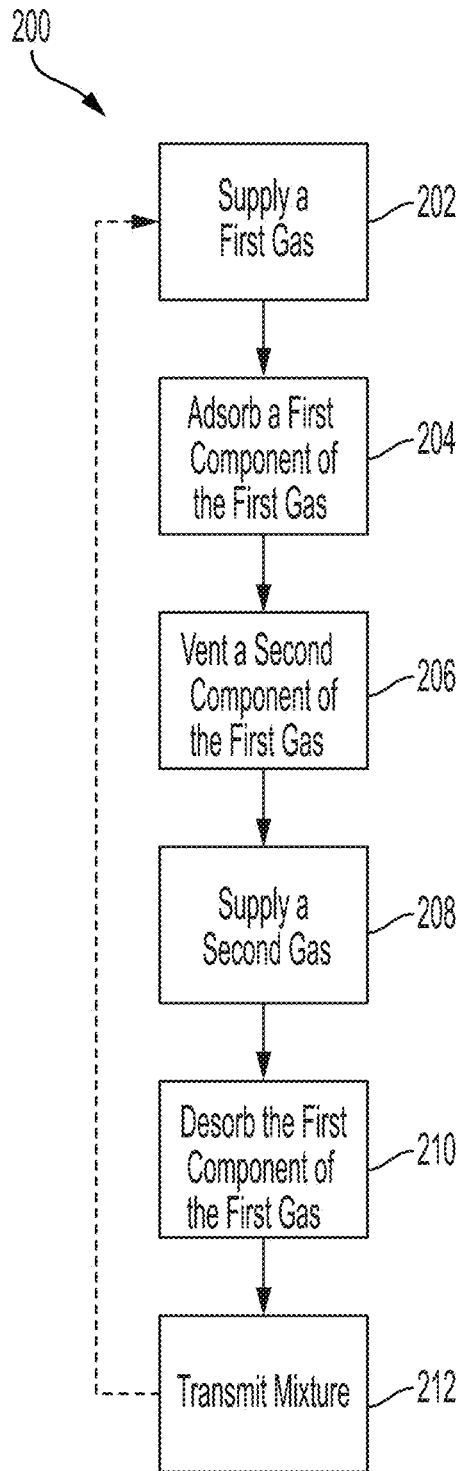 200
Supply a
First Gas
202
Adsorb a First
Component of
the First Gas
204
Vent a Second
Component of
the First Gas
206
Supply a
Second Gas
208
Desorb the First
Component of
the First Gas
210
Transmit Mixture
212